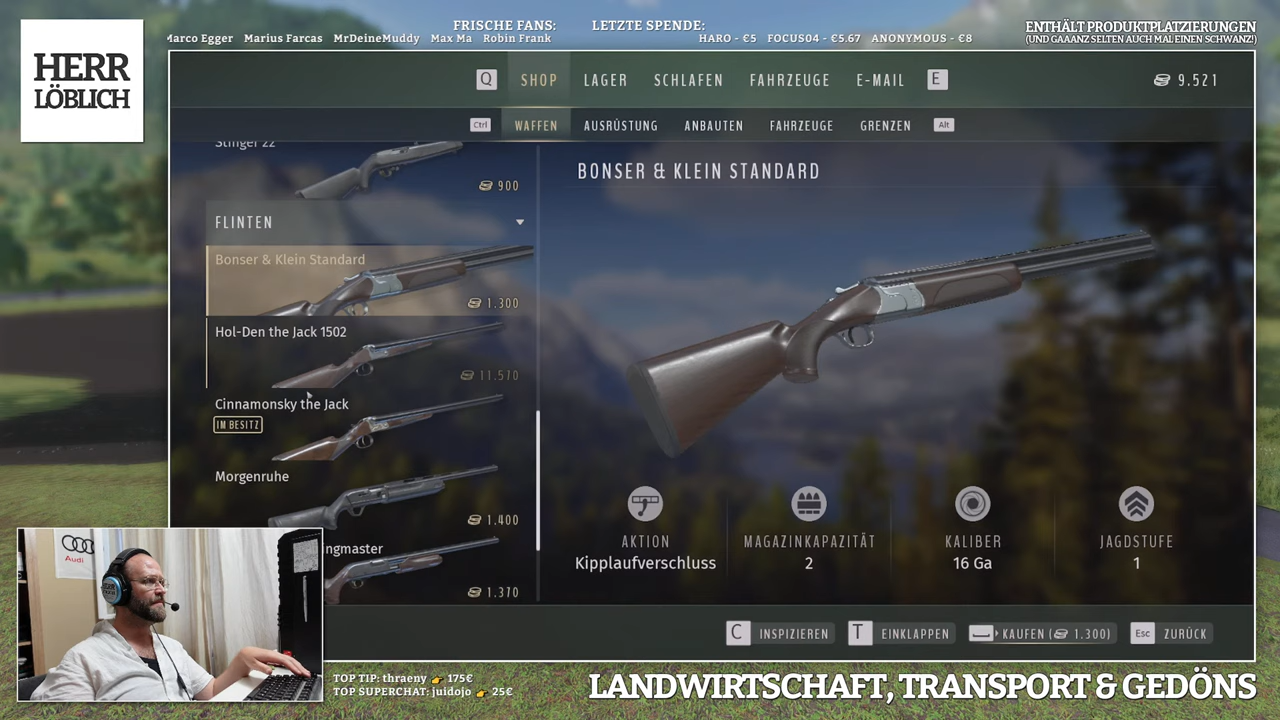 HERR
LÖBLICH
FRISCHE FANS:
Marco Egger Marius Farcas MrDeineMuddy Max Ma Robin Frank
LETZTE SPENDE:
HARO - €5 FOCUS04 - €5.67 ANONYMOUS - €8
ENTHÄLT PRODUKTPLATZIERUNGEN
(UND GAAANZ SELTEN AUCH MAL EINEN SCHWANZ!)
Q SHOP LAGER SCHLAFEN FAHRZEUGE E-MAIL E 9,521
Ctrl WAFFEN AUSRÜSTUNG ANBAUTEN FAHRZEUGE GRENZEN Alt
Stinger 22
900
FLINTEN
Bonser & Klein Standard
1.300
Hol-Den the Jack 1502
11.570
Cinnamonsky the Jack
IM BESITZ
Morgenruhe
1.400
ingmaster
1.370
BONSER & KLEIN STANDARD
AKTION
Kipplaufverschluss
MAGAZINKAPAZITÄT
2
KALIBER
16 Ga
JAGDSTUFE
1
C INSPIZIEREN T EINKLAPPEN KAUFEN ( 1.300) Esc ZURÜCK
Audi
TOP TIP: thraeny 👉 175€
TOP SUPERCHAT: juidojo 👉 25€
LANDWIRTSCHAFT, TRANSPORT & GEDÖNS